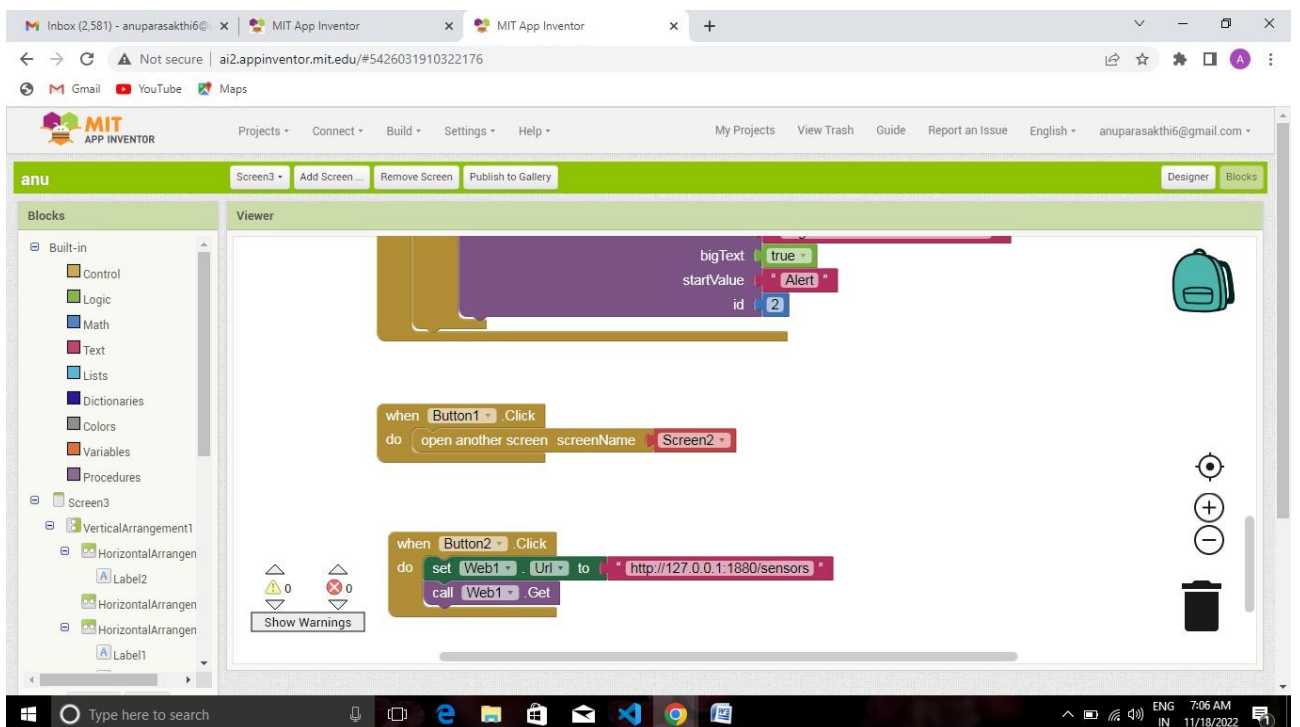 Inbox (2,581) - anuparasakthi6@ MIT App Inventor MIT App Inventor
Not secure | ai2.appinventor.mit.edu/#5426031910322176 A
Gmail YouTube Maps
MIT APP INVENTOR
Projects Connect Build Settings Help My Projects View Trash Guide Report an Issue English anuparasakthi6@gmail.com
anu Screen3 Add Screen ... Remove Screen Publish to Gallery Designer Blocks
Blocks Viewer
Built-in
Control
Logic
Math
Text
Lists
Dictionaries
Colors
Variables
Procedures
Screen3
VerticalArrangement1
HorizontalArrangen
Label2
HorizontalArrangen
HorizontalArrangen
Label1
bigText true
startValue " Alert "
id 2
when Button1 .Click
do open another screen screenName Screen2
when Button2 .Click
do set Web1 . Url to " http://127.0.0.1:1880/sensors "
call Web1 .Get
0 0
Show Warnings
Type here to search
ENG 7:06 AM
IN 11/18/2022